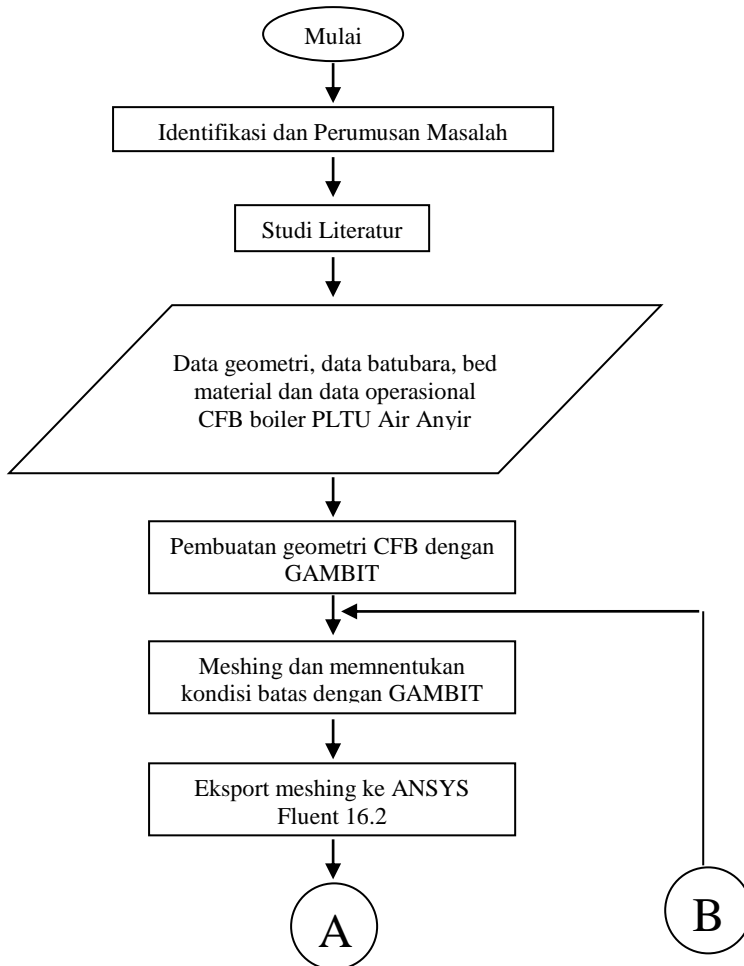 Mulai
Identifikasi dan Perumusan Masalah
Studi Literatur
Data geometri, data batubara, bed
material dan data operasional
CFB boiler PLTU Air Anyir
Pembuatan geometri CFB dengan
GAMBIT
Meshing dan memnentukan
kondisi batas dengan GAMBIT
Eksport meshing ke ANSYS
Fluent 16.2
A
B